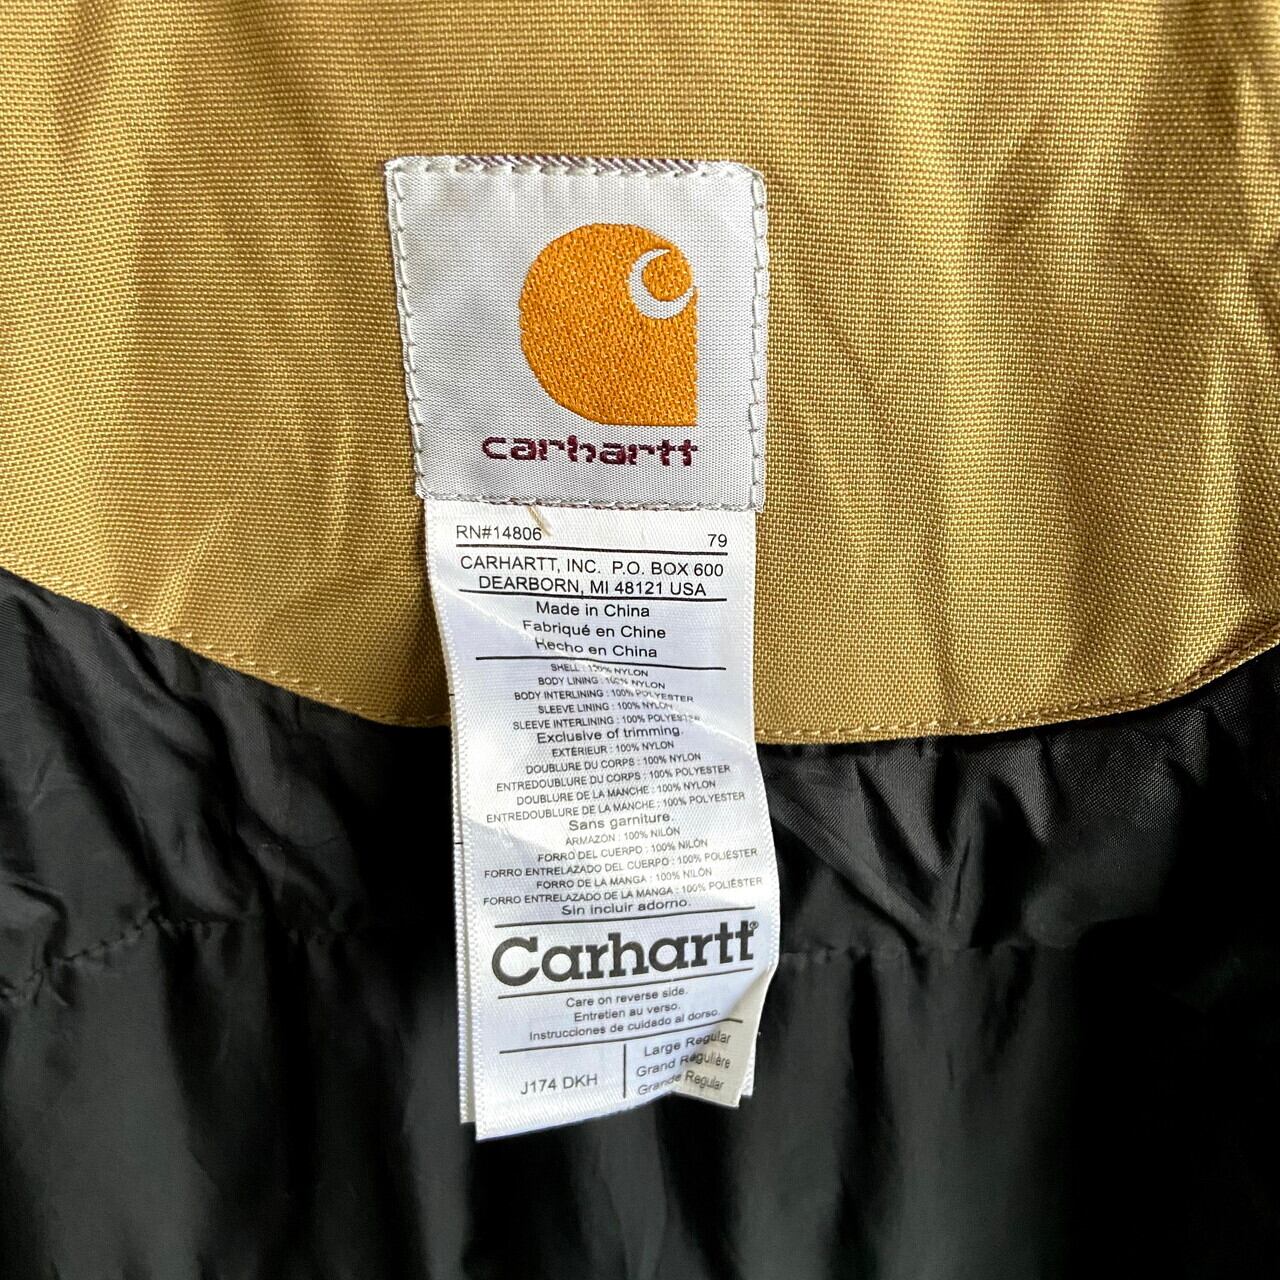 carhartt
RN#14806 79
CARHARTT, INC. P.O. BOX 600
DEARBORN, MI 48121 USA
Made in China
Fabriqué en Chine
Hecho en China
SHELL : 100% NYLON
BODY LINING : 100% NYLON
BODY INTERLINING : 100% POLYESTER
SLEEVE LINING : 100% NYLON
SLEEVE INTERLINING : 100% POLYESTER
Exclusive of trimming.
EXTÉRIEUR : 100% NYLON
DOUBLURE DU CORPS : 100% NYLON
ENTREDOUBLURE DU CORPS : 100% POLYESTER
DOUBLURE DE LA MANCHE : 100% NYLON
ENTREDOUBLURE DE LA MANCHE : 100% POLYESTER
Sans garniture.
ARMAZÓN : 100% NILÓN
FORRO DEL CUERPO : 100% NILÓN
FORRO ENTRELAZADO DEL CUERPO : 100% POLIÉSTER
FORRO DE LA MANGA : 100% NILÓN
FORRO ENTRELAZADO DE LA MANGA : 100% POLIÉSTER
Sin incluir adorno.
Carhartt®
Care on reverse side.
Entretien au verso.
Instrucciones de cuidado al dorso.
J174 DKH
Large Regular
Grand Régulière
Grande Regular